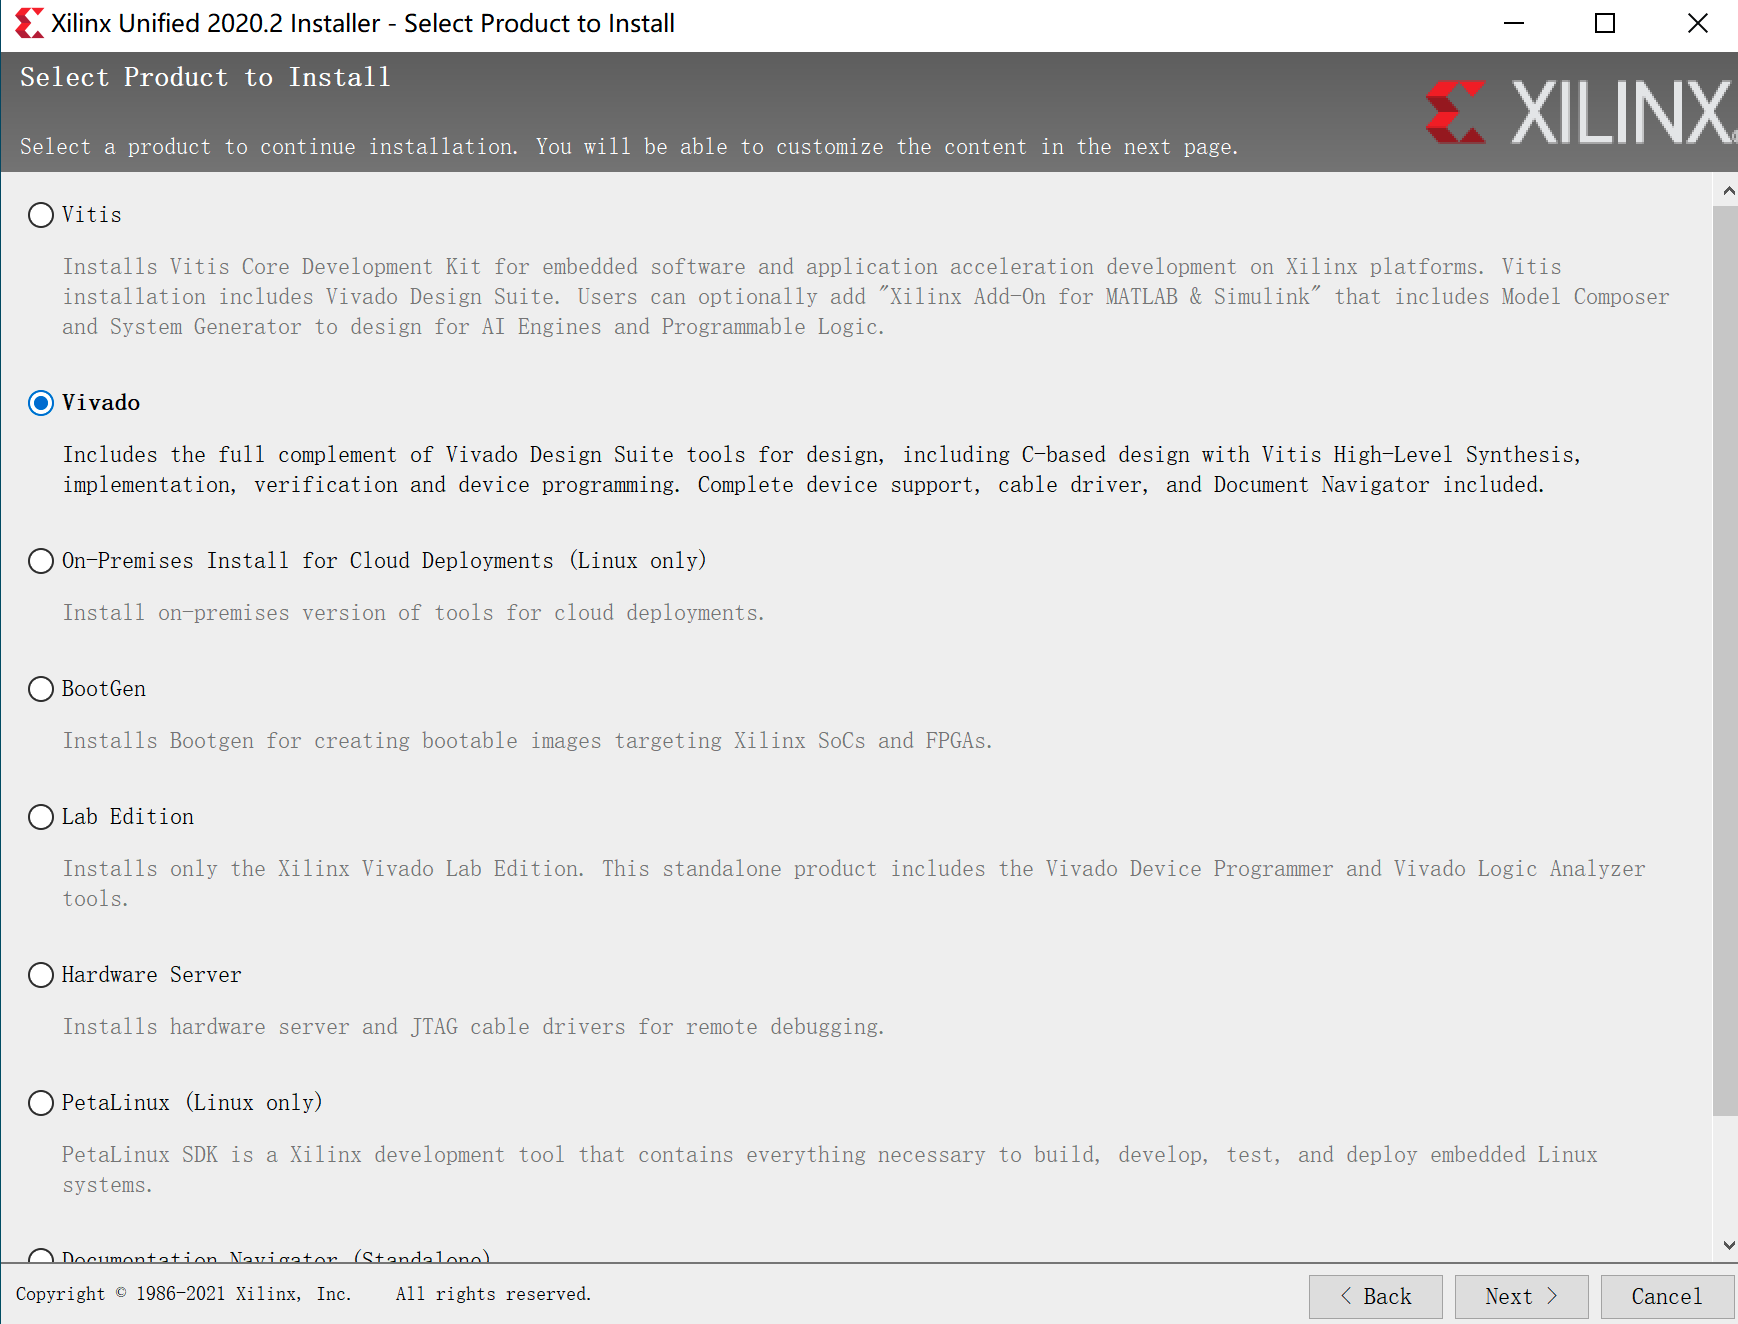 Xilinx Unified 2020.2 Installer - Select Product to Install
Select Product to Install
XILINX
Select a product to continue installation. You will be able to customize the content in the next page.
Vitis
Installs Vitis Core Development Kit for embedded software and application acceleration development on Xilinx platforms. Vitis
installation includes Vivado Design Suite. Users can optionally add "Xilinx Add-On for MATLAB & Simulink" that includes Model Composer
and System Generator to design for AI Engines and Programmable Logic.
Vivado
Includes the full complement of Vivado Design Suite tools for design, including C-based design with Vitis High-Level Synthesis,
implementation, verification and device programming. Complete device support, cable driver, and Document Navigator included.
On-Premises Install for Cloud Deployments (Linux only)
Install on-premises version of tools for cloud deployments.
BootGen
Installs Bootgen for creating bootable images targeting Xilinx SoCs and FPGAs.
Lab Edition
Installs only the Xilinx Vivado Lab Edition. This standalone product includes the Vivado Device Programmer and Vivado Logic Analyzer
tools.
Hardware Server
Installs hardware server and JTAG cable drivers for remote debugging.
PetaLinux (Linux only)
PetaLinux SDK is a Xilinx development tool that contains everything necessary to build, develop, test, and deploy embedded Linux
systems.
Documentation Navigator (Standalone)
Copyright © 1986-2021 Xilinx, Inc. All rights reserved.
< Back Next > Cancel